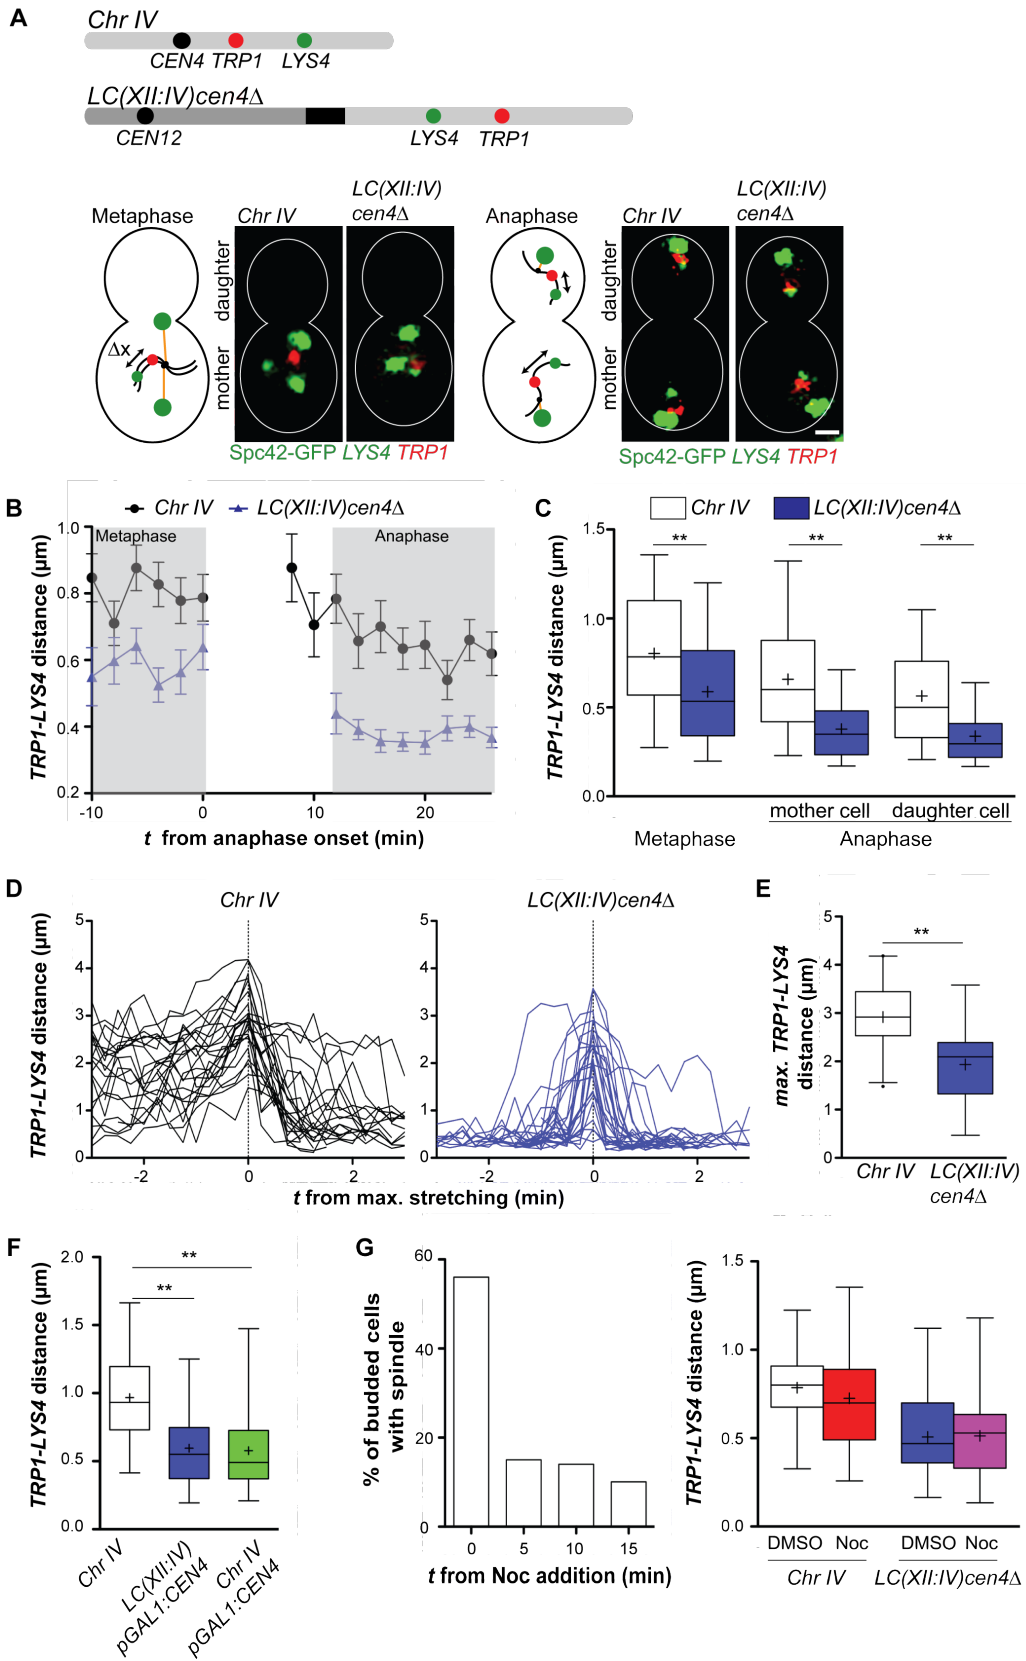 A
Chr IV
CEN4 TRP1 LYS4
LC(XII:IV)cen4Δ
CEN12 LYS4 TRP1
Metaphase
Chr IV
LC(XII:IV)
cen4Δ
Anaphase
Chr IV
LC(XII:IV)
cen4Δ
daughter
mother
Δx
daughter
mother
Spc42-GFP LYS4 TRP1
Spc42-GFP LYS4 TRP1
B
Chr IV LC(XII:IV)cen4Δ
Metaphase
Anaphase
TRP1-LYS4 distance (μm)
1.0
0.8
0.6
0.4
0.2
-10 0 10 20
t from anaphase onset (min)
C
Chr IV LC(XII:IV)cen4Δ
TRP1-LYS4 distance (μm)
1.5
1.0
0.5
0.0
** ** **
mother cell daughter cell
Metaphase Anaphase
D
Chr IV
LC(XII:IV)cen4Δ
TRP1-LYS4 distance (μm)
5
4
3
2
1
0
-2 0 2
5
4
3
2
1
0
-2 0 2
t from max. stretching (min)
E
max. TRP1-LYS4
distance (μm)
5
4
3
2
1
0
**
Chr IV
LC(XII:IV)
cen4Δ
F
TRP1-LYS4 distance (μm)
2.0
1.5
1.0
0.5
0.0
**
**
Chr IV
LC(XII:IV)
pGAL1:CEN4
Chr IV
pGAL1:CEN4
G
% of budded cells
with spindle
60
40
20
0
0 5 10 15
t from Noc addition (min)
TRP1-LYS4 distance (μm)
1.5
1.0
0.5
0.0
DMSO Noc DMSO Noc
Chr IV LC(XII:IV)cen4Δ